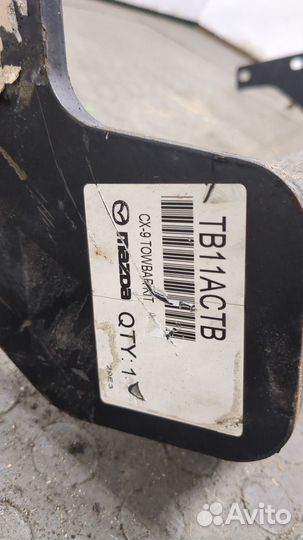 TB11ACTB
CX-9 TOWBAR KIT
mazda QTY: 1
Avito